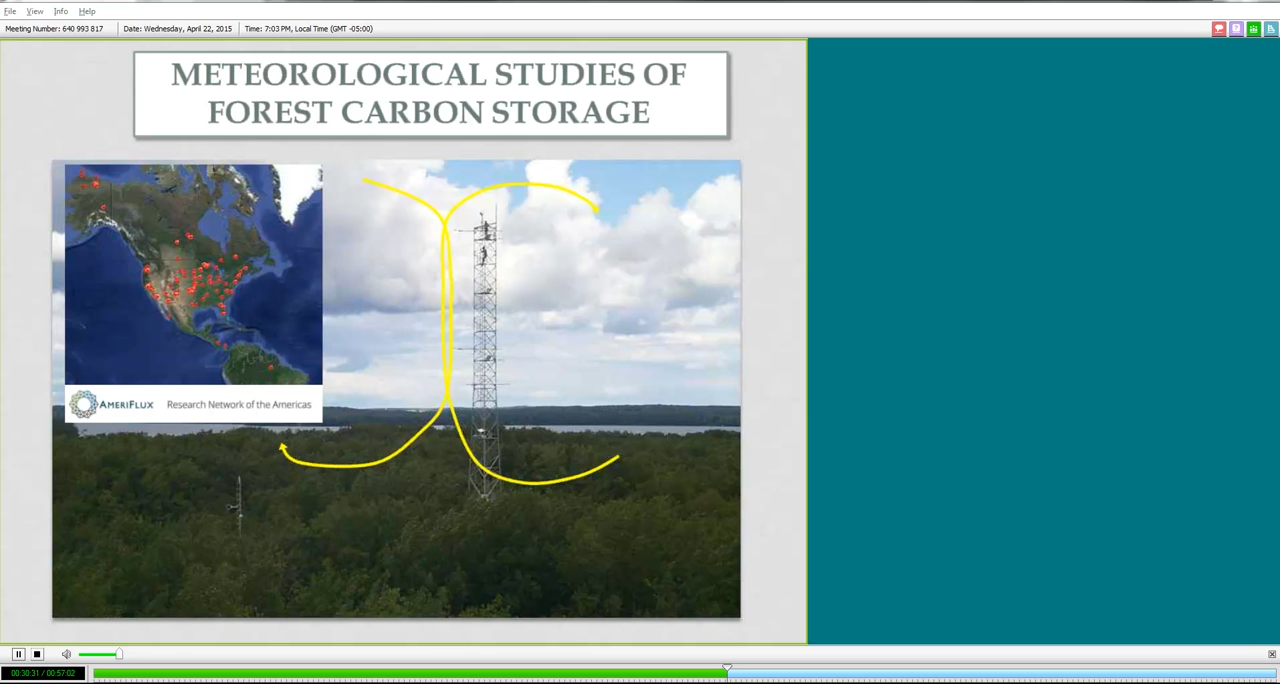 File View Info Help
Meeting Number: 640 993 817 Date: Wednesday, April 22, 2015 Time: 7:03 PM, Local Time (GMT -05:00)
METEOROLOGICAL STUDIES OF
FOREST CARBON STORAGE
AMERIFLUX Research Network of the Americas
00:30:31 / 00:57:02